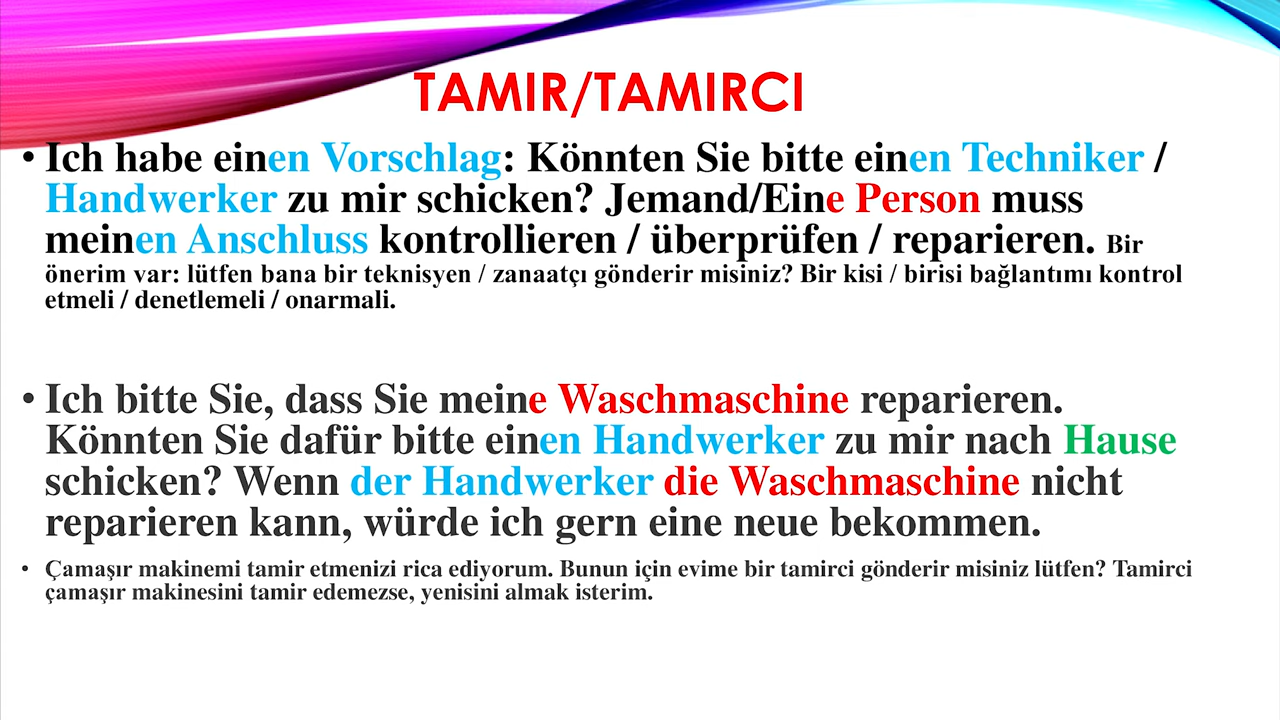 TAMIR/TAMIRCI
• Ich habe einen Vorschlag: Könnten Sie bitte einen Techniker /
Handwerker zu mir schicken? Jemand/Eine Person muss
meinen Anschluss kontrollieren / überprüfen / reparieren. Bir
önerim var: lütfen bana bir teknisyen / zanaatçı gönderir misiniz? Bir kisi / birisi bağlantımı kontrol
etmeli / denetlemeli / onarmali.
• Ich bitte Sie, dass Sie meine Waschmaschine reparieren.
Könnten Sie dafür bitte einen Handwerker zu mir nach Hause
schicken? Wenn der Handwerker die Waschmaschine nicht
reparieren kann, würde ich gern eine neue bekommen.
• Çamaşır makinemi tamir etmenizi rica ediyorum. Bunun için evime bir tamirci gönderir misiniz lütfen? Tamirci
çamaşır makinesini tamir edemezse, yenisini almak isterim.